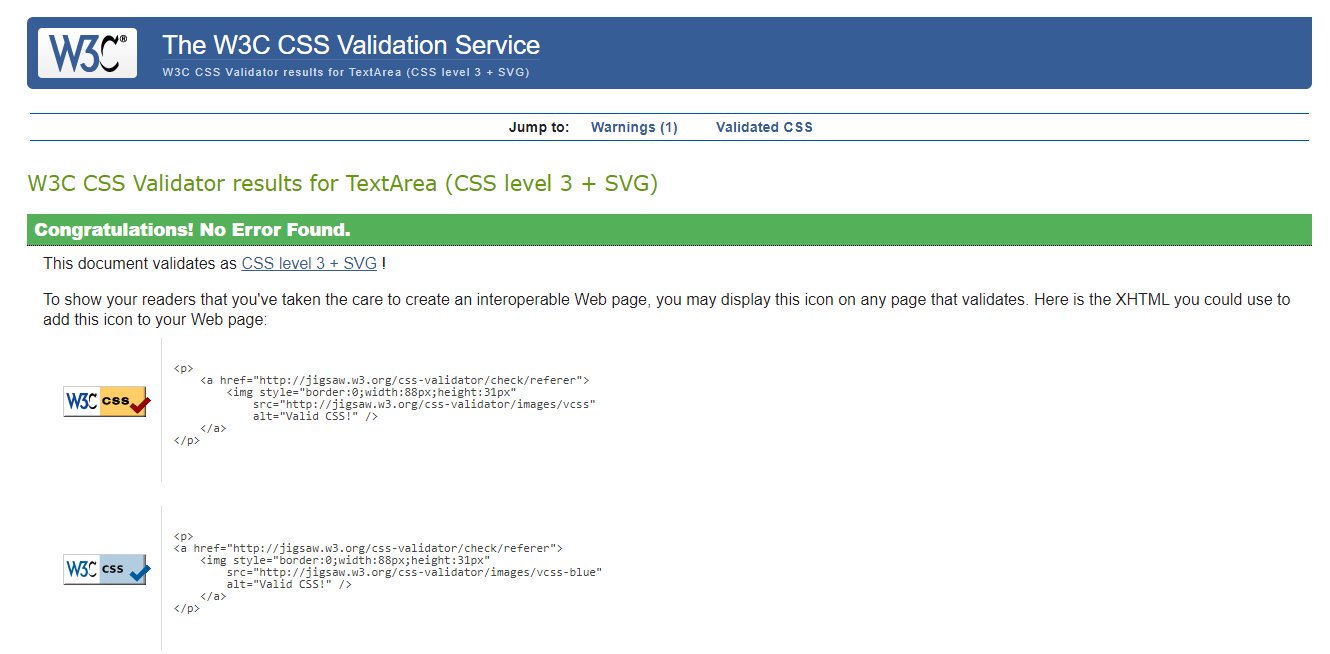 W3C®
The W3C CSS Validation Service
W3C CSS Validator results for TextArea (CSS level 3 + SVG)
Jump to: Warnings (1) Validated CSS
W3C CSS Validator results for TextArea (CSS level 3 + SVG)
Congratulations! No Error Found.
This document validates as CSS level 3 + SVG !
To show your readers that you've taken the care to create an interoperable Web page, you may display this icon on any page that validates. Here is the XHTML you could use to
add this icon to your Web page:
W3C css
<p>
<a href="http://jigsaw.w3.org/css-validator/check/referer">
<img style="border:0;width:88px;height:31px"
src="http://jigsaw.w3.org/css-validator/images/vcss"
alt="Valid CSS!" />
</a>
</p>
W3C css
<p>
<a href="http://jigsaw.w3.org/css-validator/check/referer">
<img style="border:0;width:88px;height:31px"
src="http://jigsaw.w3.org/css-validator/images/vcss-blue"
alt="Valid CSS!" />
</a>
</p>